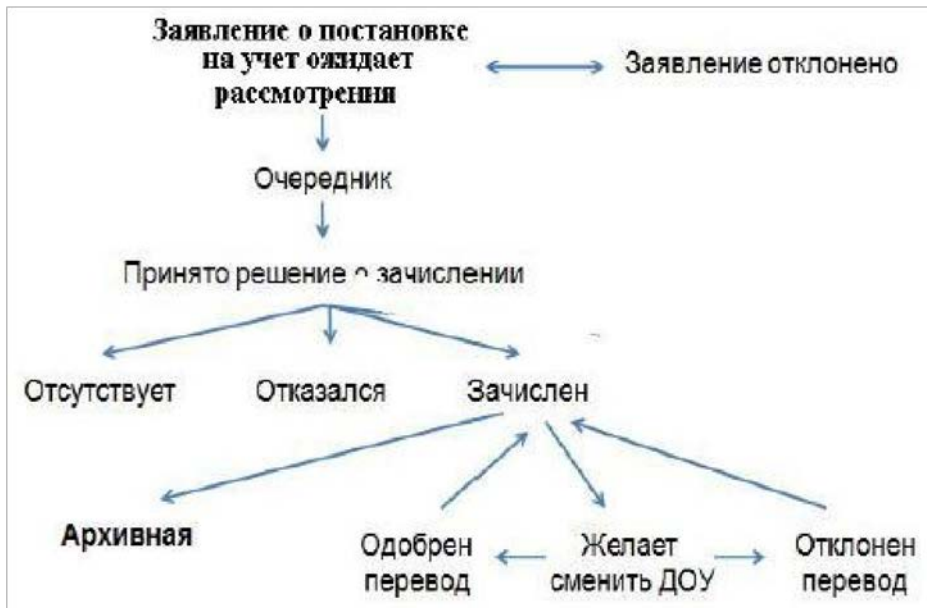 Заявление о постановке
на учет ожидает
рассмотрения
Заявление отклонено
Очередник
Принято решение о зачислении
Отсутствует
Отказался
Зачислен
Архивная
Одобрен
перевод
Желает
сменить ДОУ
Отклонен
перевод